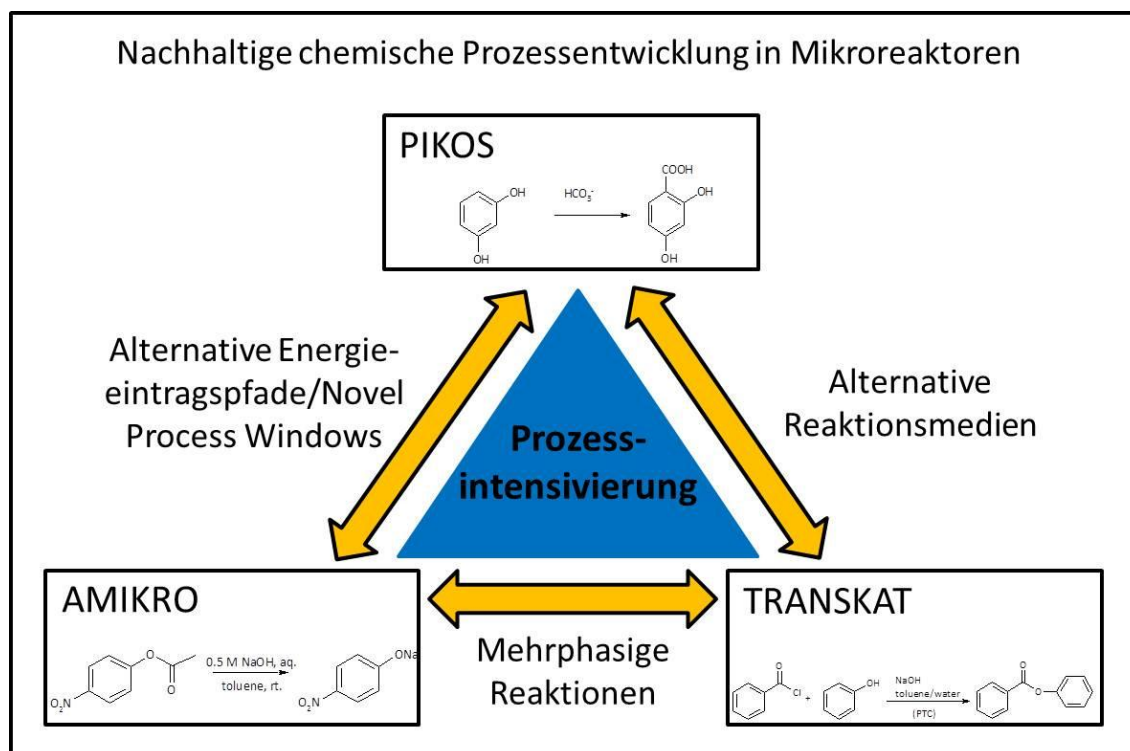 Nachhaltige chemische Prozessentwicklung in Mikroreaktoren
PIKOS
OH
OH
HCO3-
COOH
OH
OH
Alternative Energie-
eintragspfade/Novel
Process Windows
Alternative
Reaktionsmedien
Prozess-
intensivierung
AMIKRO
O
O
O2N
0.5 M NaOH, aq.
toluene, rt.
ONa
O2N
Mehrphasige
Reaktionen
TRANSKAT
O
Cl
+
OH
NaOH
toluene/water
(PTC)
O
O